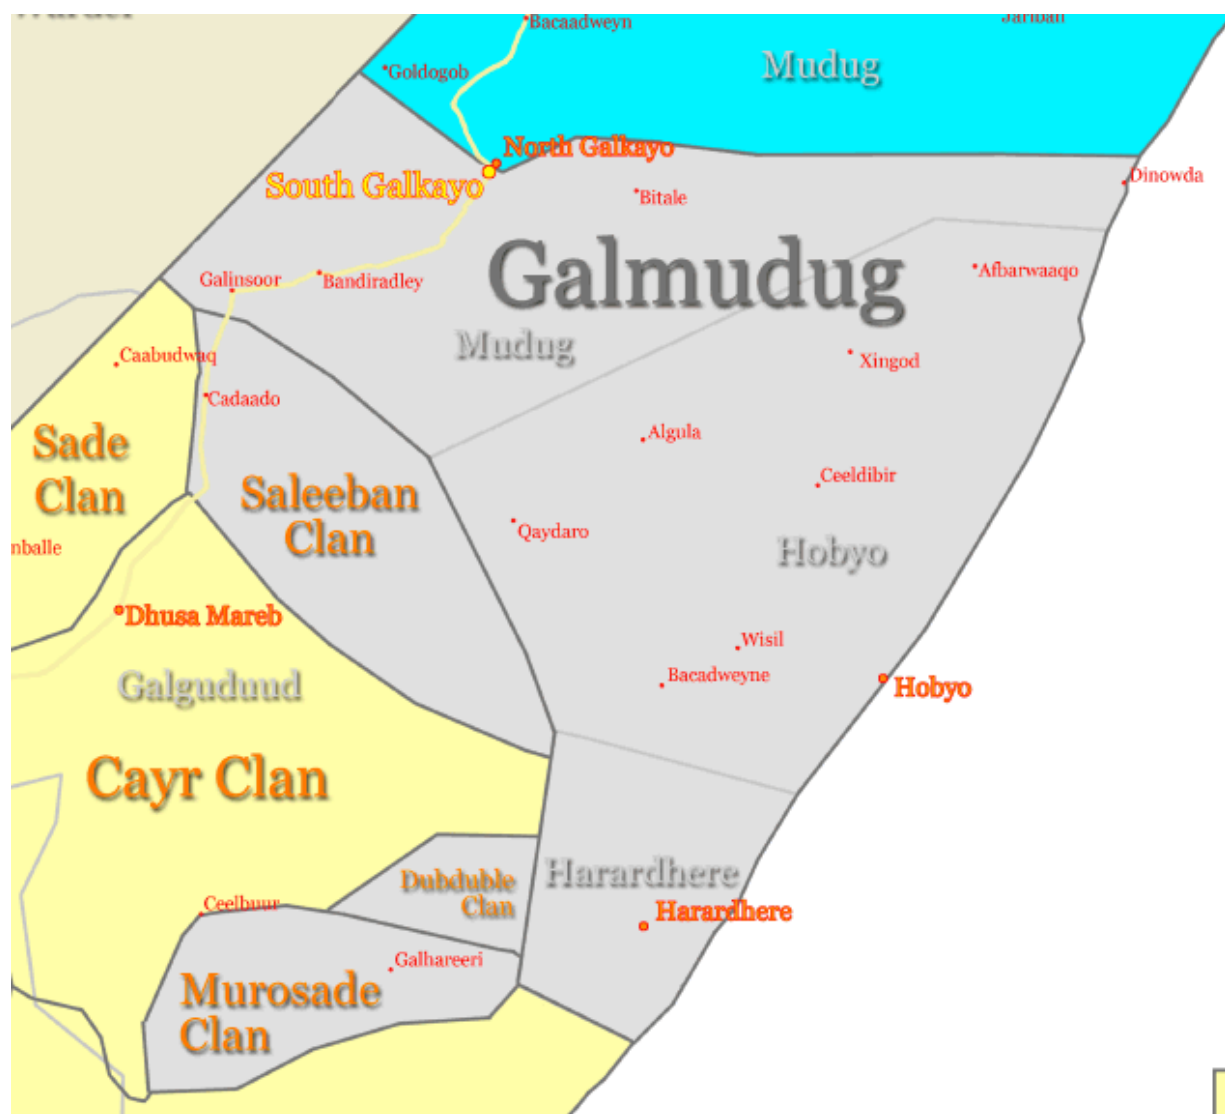 Bacaadweyn
Jariban
Goldogob
Mudug
North Galkayo
South Galkayo
Dinowda
Bitale
Galmudug
Afbarwaaqo
Galinsoor
Bandiradley
Mudug
Caabudwaq
Xingod
Cadaado
Sade
Clan
Algula
Saleeban
Clan
Ceeldibir
Qaydaro
nballe
Hobyo
Dhusa Mareb
Wisil
Bacadweyne
Galguduud
Hobyo
Cayr Clan
Dubduble
Clan
Harardhere
Ceelbuur
Harardhere
Galhareeri
Murosade
Clan